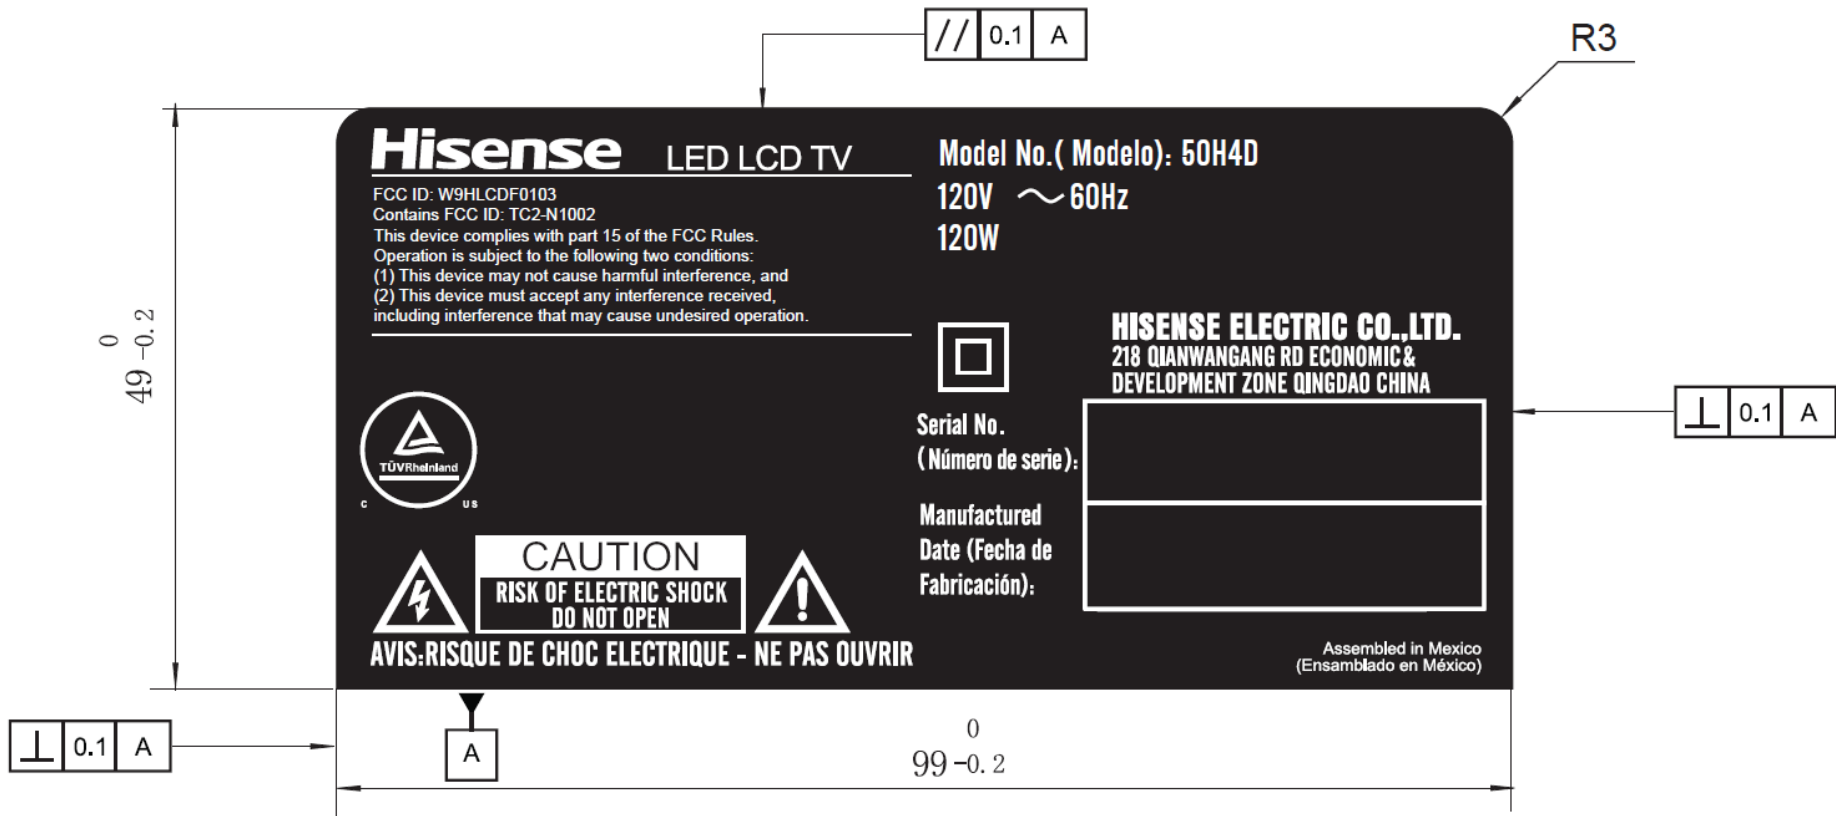 // 0.1 A
R3
Hisense LED LCD TV
FCC ID: W9HLCDF0103
Contains FCC ID: TC2-N1002
This device complies with part 15 of the FCC Rules.
Operation is subject to the following two conditions:
(1) This device may not cause harmful interference, and
(2) This device must accept any interference received,
including interference that may cause undesired operation.
Model No.( Modelo): 50H4D
120V ～ 60Hz
120W
HISENSE ELECTRIC CO.,LTD.
218 QIANWANGANG RD ECONOMIC&
DEVELOPMENT ZONE QINGDAO CHINA
0
49 -0.2
⊥ 0.1 A
Serial No.
(Número de serie):
TÜVRheinland
C US
Manufactured
Date (Fecha de
Fabricación):
CAUTION
RISK OF ELECTRIC SHOCK
DO NOT OPEN
AVIS:RISQUE DE CHOC ELECTRIQUE - NE PAS OUVRIR
Assembled in Mexico
(Ensamblado en México)
⊥ 0.1 A
A
0
99 -0.2